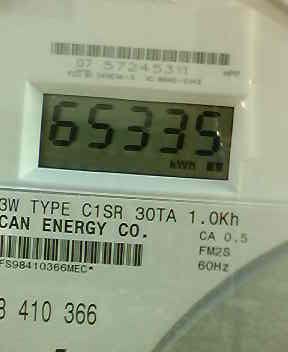 07 57245311
65335
kWh
3W TYPE C1SR 30TA 1.0Kh
CAN ENERGY CO.
CA 0.5
FM2S
60Hz
FS98410366MEC*
8 410 366